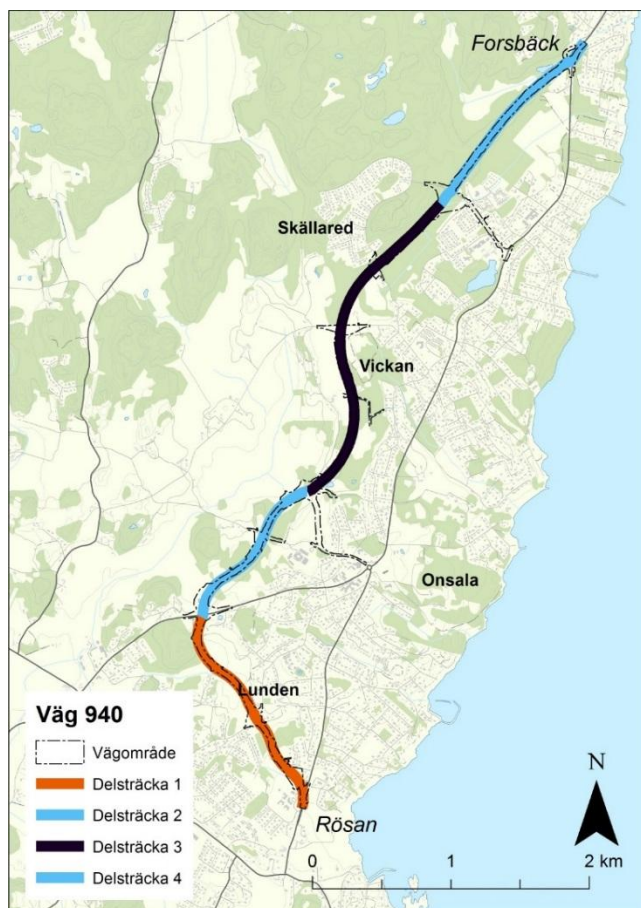 Forsbäck
Skällared
Vickan
Onsala
Lunden
Rösan
Väg 940
Vägområde
Delsträcka 1
Delsträcka 2
Delsträcka 3
Delsträcka 4
N
0 1 2 km